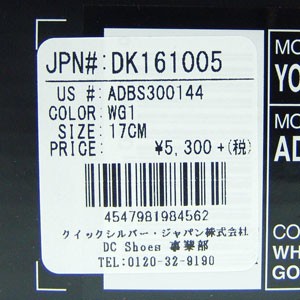 JPN#: DK161005
US #: ADBS300144
COLOR: WG1
SIZE: 17CM
PRICE: ¥5,300+(税)
4547981984562
クイックシルバー・ジャパン株式会社
DC Shoes 事業部
TEL:0120-32-9190
MO
YO
MO
AD
CO
WH
GO